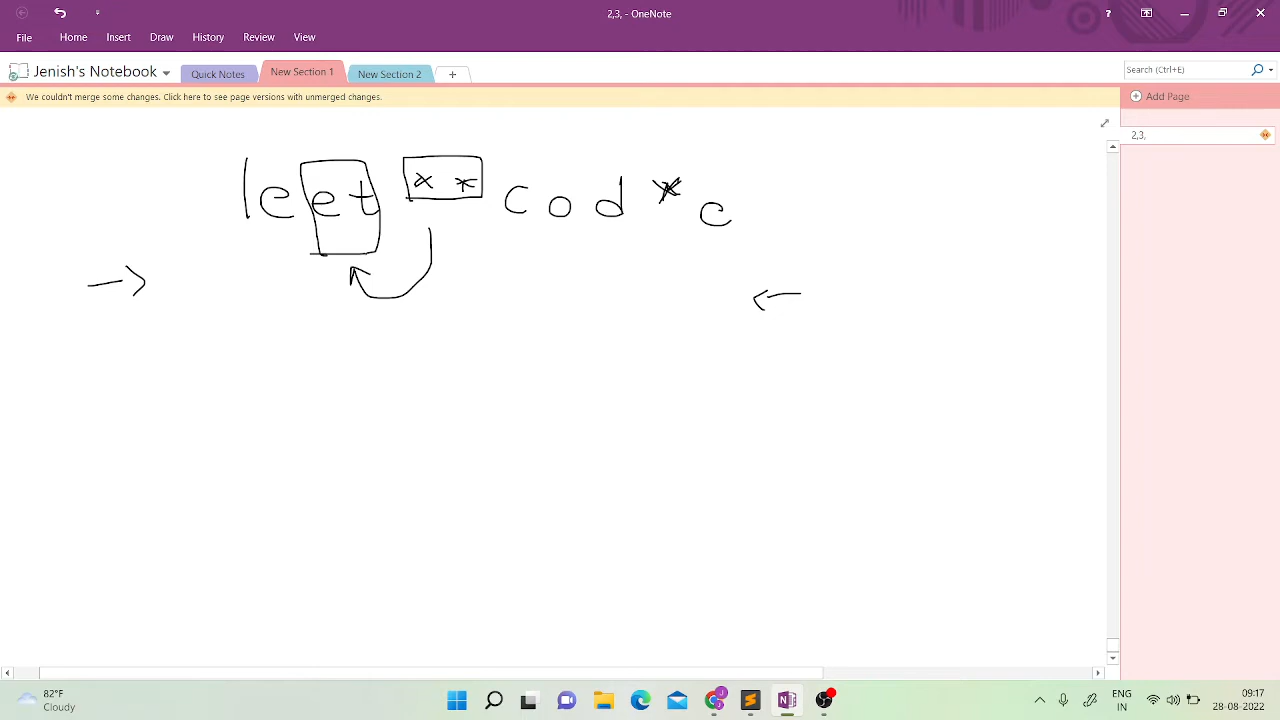 2,3, - OneNote
?
File Home Insert Draw History Review View
Jenish's Notebook Quick Notes New Section 1 New Section 2 + Search (Ctrl+E)
We couldn't merge some changes. Click here to see page versions with unmerged changes.
Add Page
2,3,
leet**cod*e
82°F
Cloudy
ENG
IN
09:17
28-08-2022